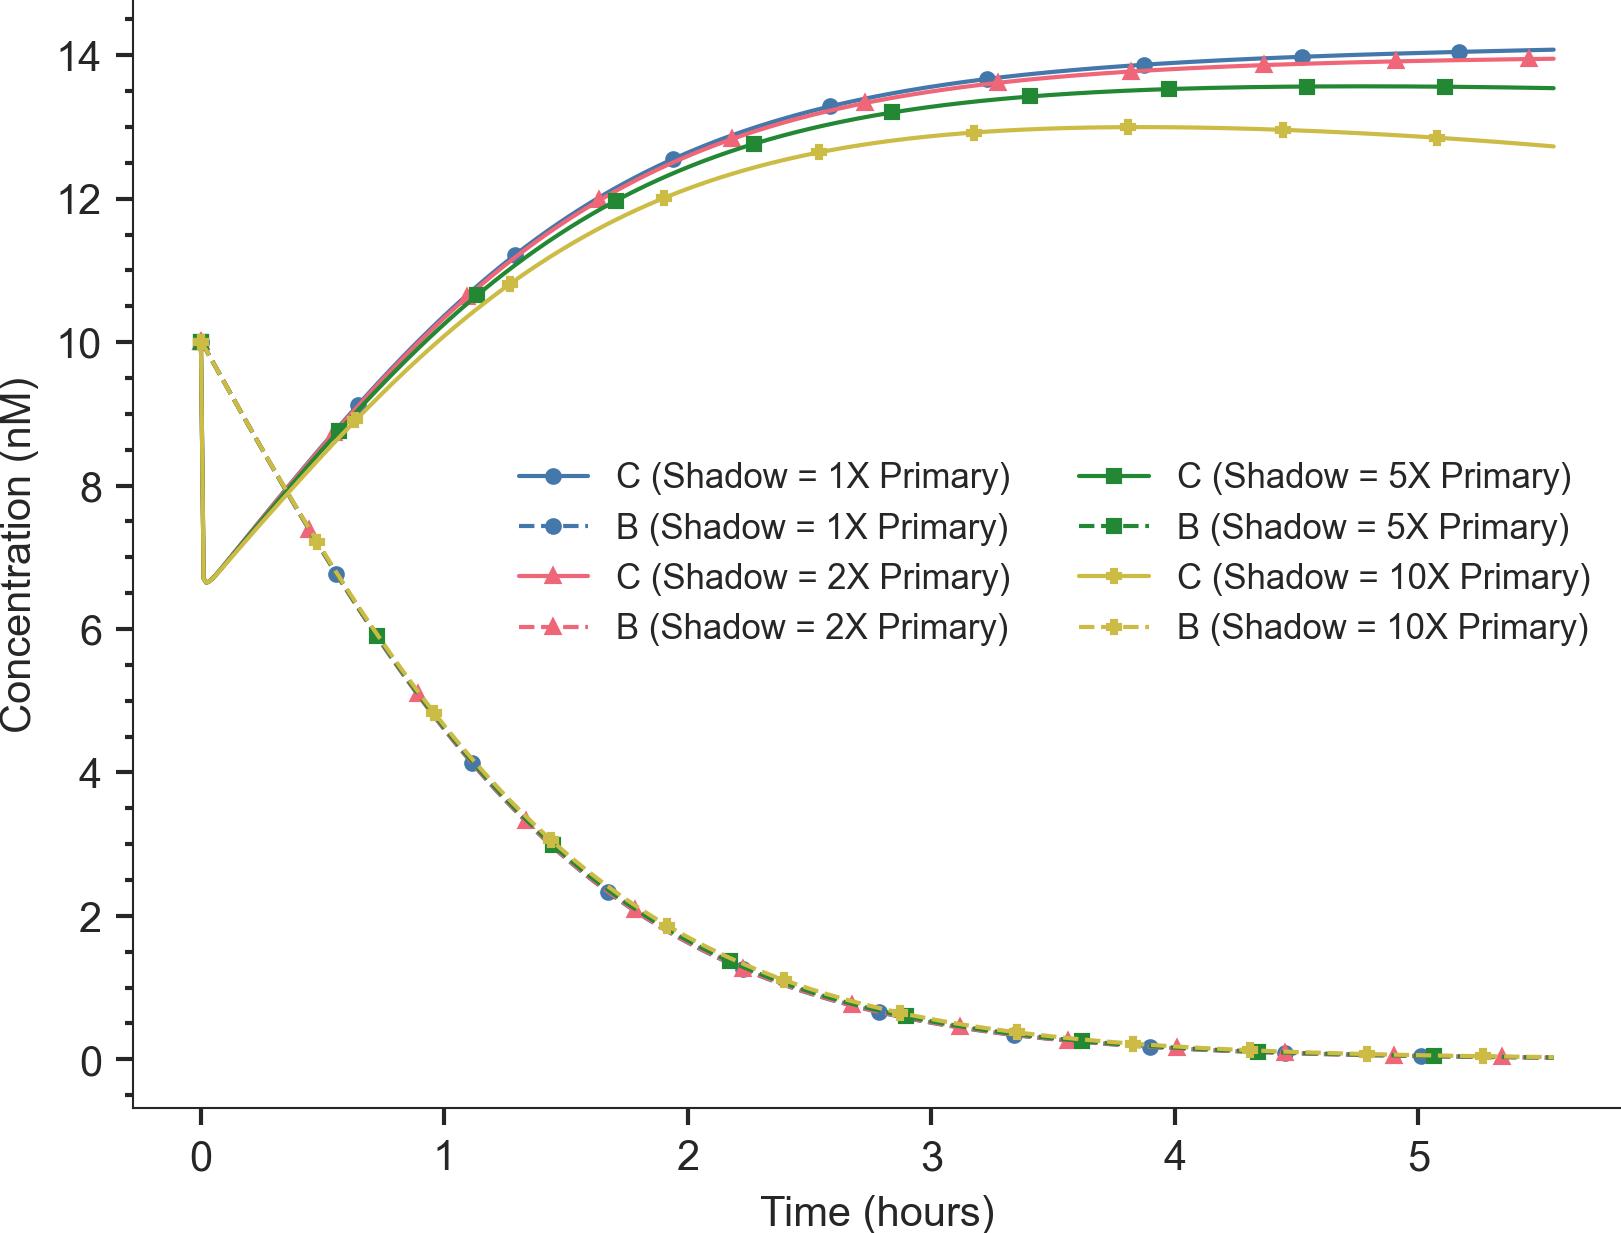 Concentration (nM)
14
12
10
8
6
4
2
0
C (Shadow = 1X Primary)
B (Shadow = 1X Primary)
C (Shadow = 2X Primary)
B (Shadow = 2X Primary)
C (Shadow = 5X Primary)
B (Shadow = 5X Primary)
C (Shadow = 10X Primary)
B (Shadow = 10X Primary)
0 1 2 3 4 5
Time (hours)